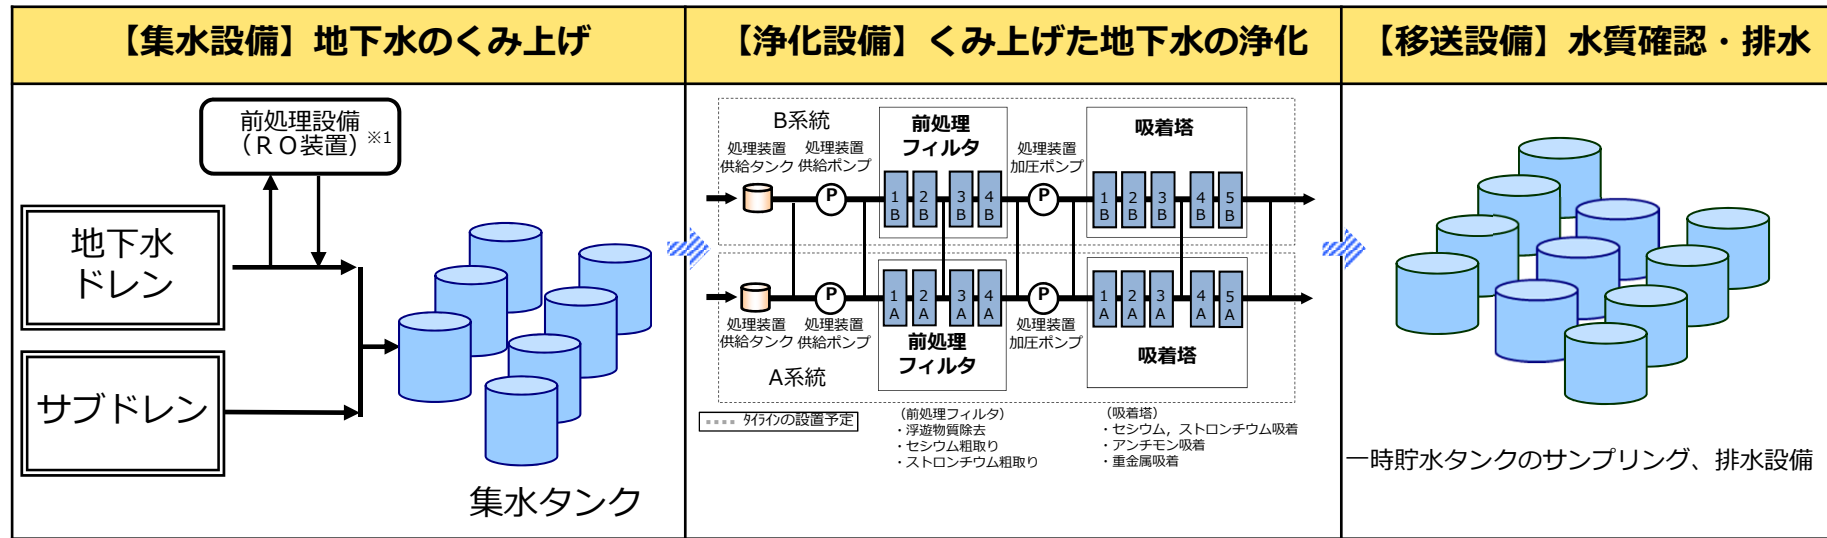 【集水設備】地下水のくみ上げ
前処理設備
（ＲＯ装置）※1
地下水
ドレン
サブドレン
集水タンク
【浄化設備】くみ上げた地下水の浄化
B系統
処理装置
供給タンク
処理装置
供給ポンプ
前処理
フィルタ
処理装置
加圧ポンプ
吸着塔
P
1B 2B 3B 4B
P
1B 2B 3B 4B 5B
P
1A 2A 3A 4A
P
1A 2A 3A 4A 5A
処理装置
供給タンク
処理装置
供給ポンプ
前処理
フィルタ
処理装置
加圧ポンプ
吸着塔
A系統
ﾀｲﾗｲﾝの設置予定
（前処理フィルタ）
・浮遊物質除去
・セシウム粗取り
・ストロンチウム粗取り
（吸着塔）
・セシウム，ストロンチウム吸着
・アンチモン吸着
・重金属吸着
【移送設備】水質確認・排水
一時貯水タンクのサンプリング、排水設備